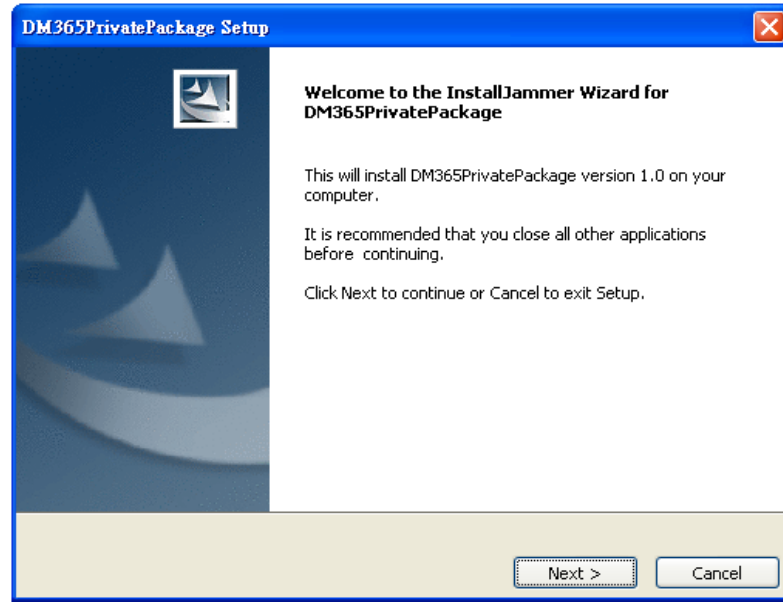 DM365PrivatePackage Setup
Welcome to the InstallJammer Wizard for
DM365PrivatePackage
This will install DM365PrivatePackage version 1.0 on your
computer.
It is recommended that you close all other applications
before  continuing.
Click Next to continue or Cancel to exit Setup.
Next >
Cancel